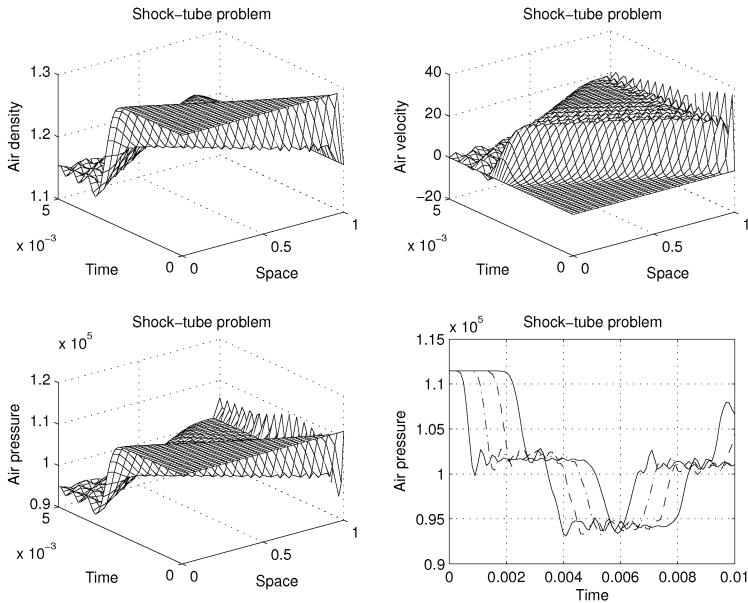 Shock−tube problem
1.3
1.2
1.1
Air density
5
x 10−3
Time
0 0
0.5
1
Space
Shock−tube problem
40
20
0
−20
Air velocity
5
x 10−3
Time
0 0
0.5
1
Space
Shock−tube problem
x 105
1.2
1.1
1
0.9
Air pressure
5
x 10−3
Time
0 0
0.5
1
Space
Shock−tube problem
x 105
1.15
1.1
1.05
1
0.95
0.9
Air pressure
0 0.002 0.004 0.006 0.008 0.01
Time